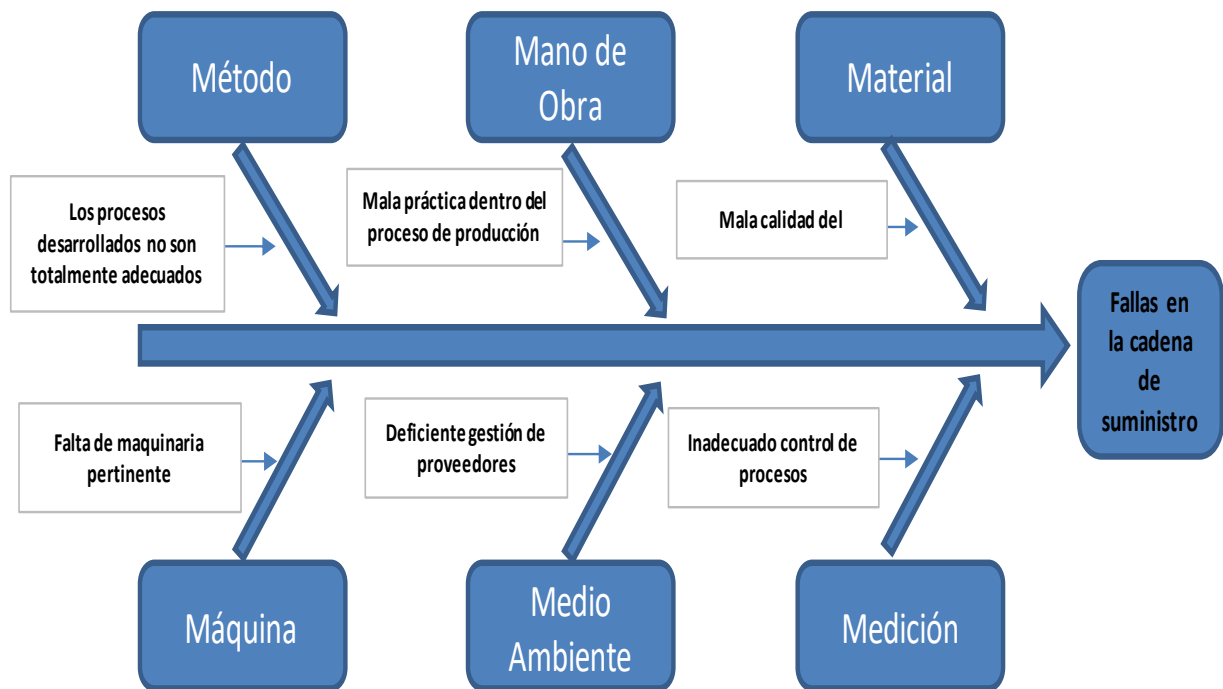 Método
Mano de
Obra
Material
Los procesos
desarrollados no son
totalmente adecuados
Mala práctica dentro del
proceso de producción
Mala calidad del
Fallas en
la cadena
de
suministro
Falta de maquinaria
pertinente
Deficiente gestión de
proveedores
Inadecuado control de
procesos
Máquina
Medio
Ambiente
Medición